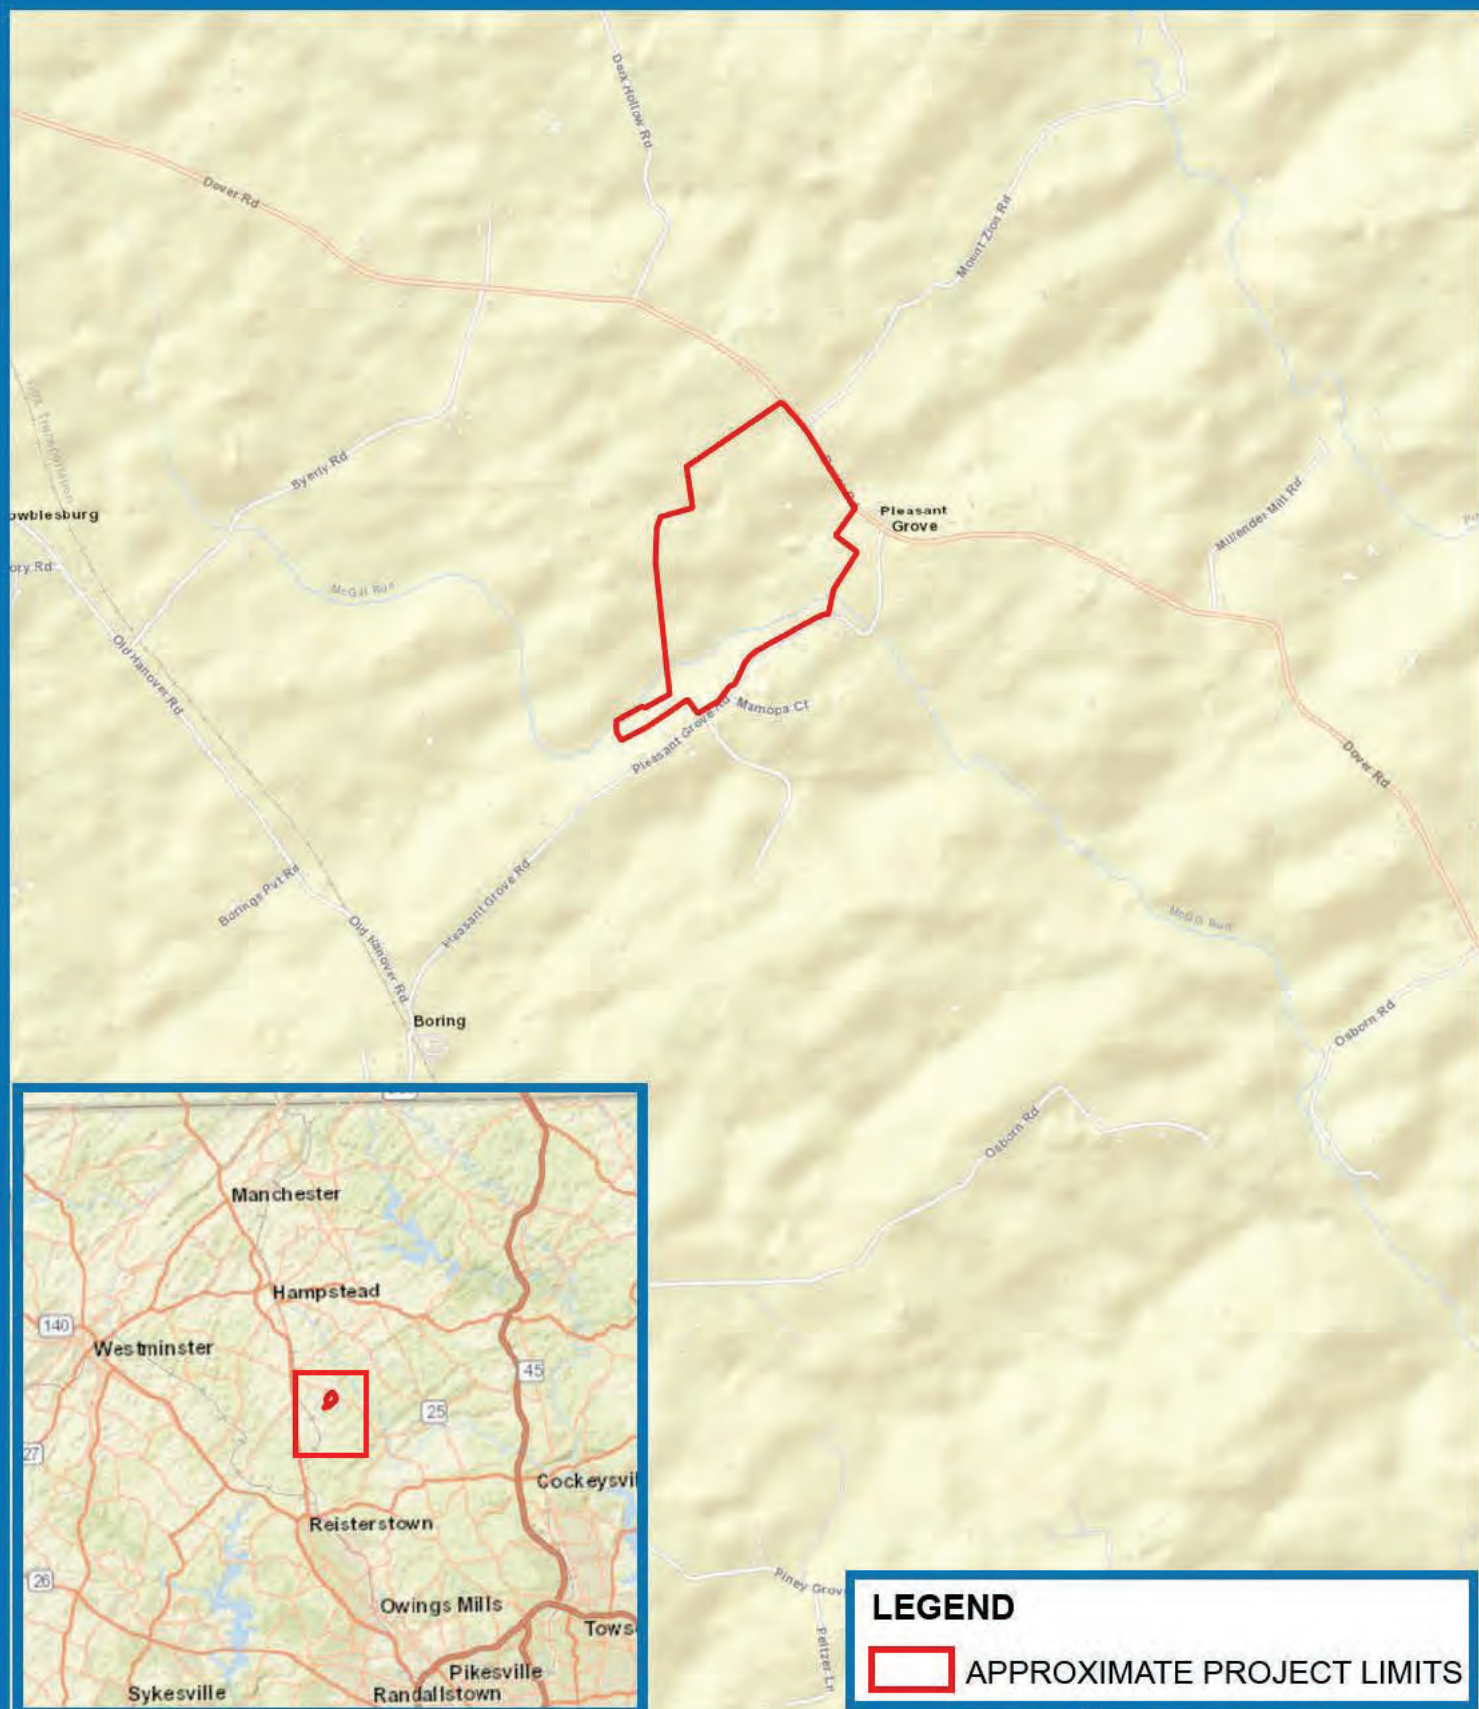 Dark Hollow Rd
Dover Rd
Mount Zion Rd
Byerly Rd
owblesburg
ory Rd
Pleasant
Grove
Millender Mill Rd
McGill Run
Old Hanover Rd
Mamopa Ct
Pleasant Grove Rd
Dover Rd
Borings Pvt Rd
Pleasant Grove Rd
McGill Run
Old Hanover Rd
Boring
Osborn Rd
Osborn Rd
Manchester
Hampstead
140
Westminster
45
25
27
Cockeysvil
Reisterstown
26
Owings Mills
Tows
Pikesville
Sykesville
Randallstown
Piney Grov
Peltzer Ln
LEGEND
APPROXIMATE PROJECT LIMITS